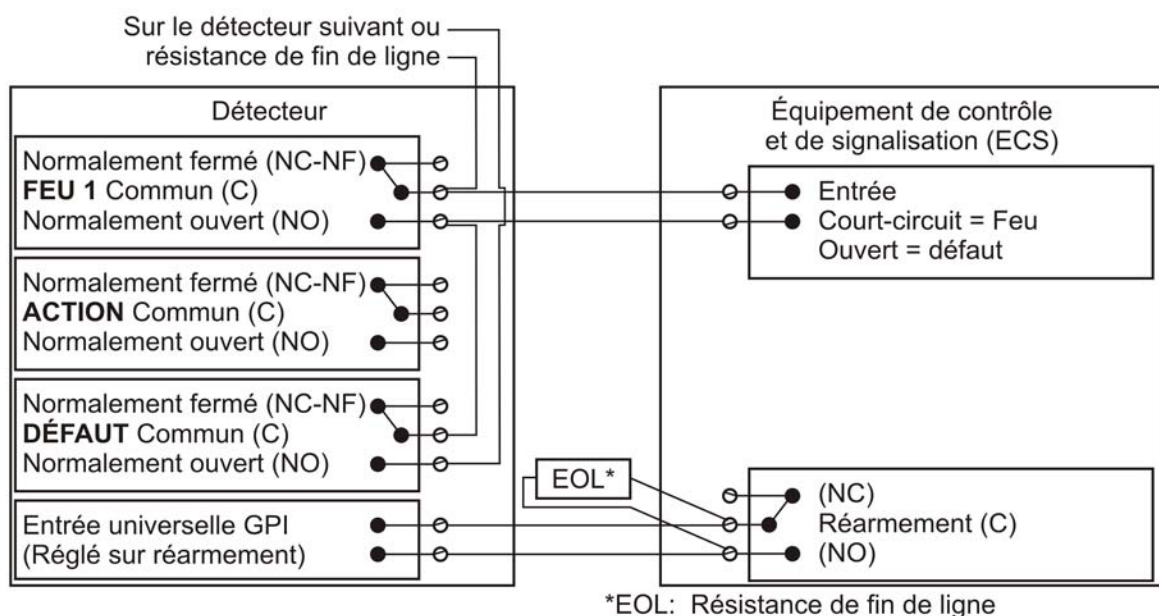 Sur le détecteur suivant ou
résistance de fin de ligne
Détecteur
Normalement fermé (NC-NF)
FEU 1 Commun (C)
Normalement ouvert (NO)
Normalement fermé (NC-NF)
ACTION Commun (C)
Normalement ouvert (NO)
Normalement fermé (NC-NF)
DÉFAUT Commun (C)
Normalement ouvert (NO)
Entrée universelle GPI
(Réglé sur réarmement)
Équipement de contrôle
et de signalisation (ECS)
Entrée
Court-circuit = Feu
Ouvert = défaut
EOL*
(NC)
Réarmement (C)
(NO)
*EOL: Résistance de fin de ligne